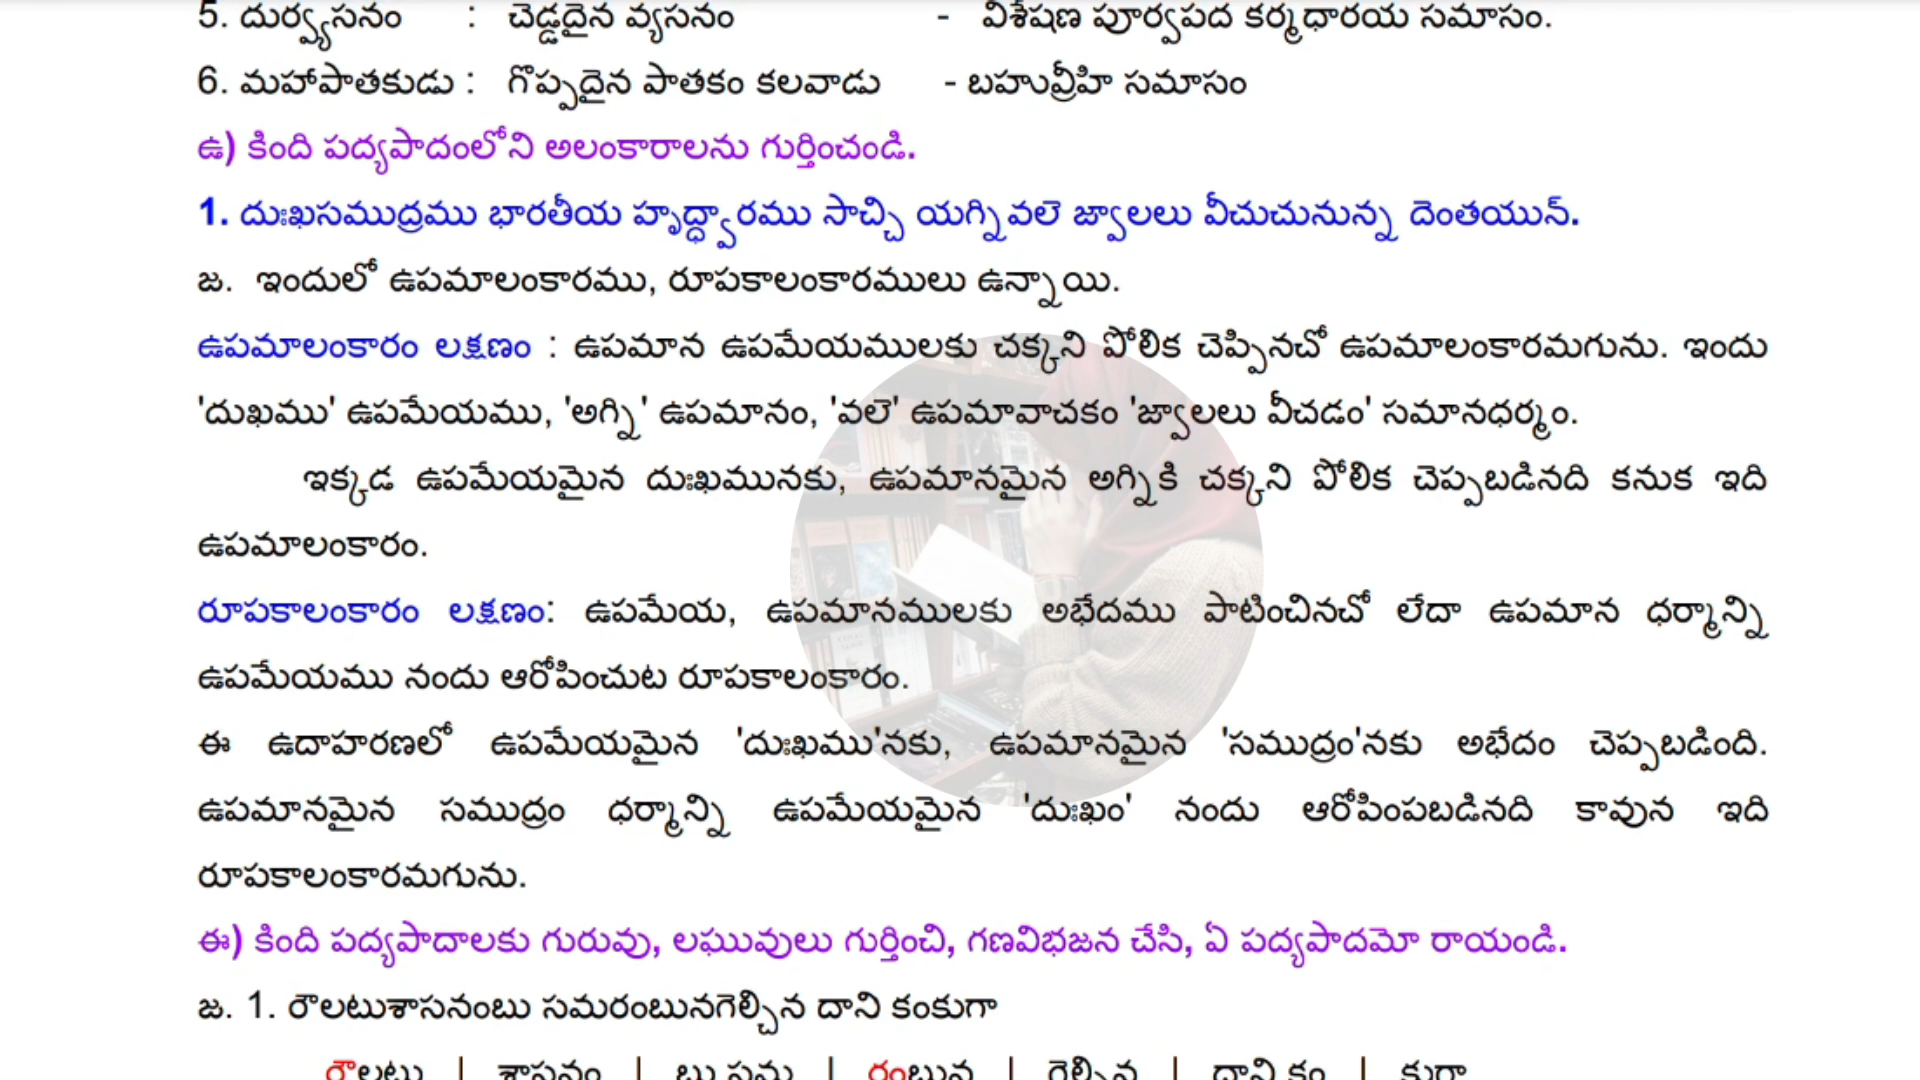 5. దుర్వ్యసనం : చెడ్డదైన వ్యసనం - విశేషణ పూర్వపద కర్మధారయ సమాసం.
6. మహాపాతకుడు : గొప్పదైన పాతకం కలవాడు - బహువ్రీహి సమాసం
ఉ) కింది పద్యపాదంలోని అలంకారాలను గుర్తించండి.
1. దుఃఖసముద్రము భారతీయ హృద్ధ్వారము సాచ్చి యగ్నివలె జ్వాలలు వీచుచునున్న దెంతయున్.
జ. ఇందులో ఉపమాలంకారము, రూపకాలంకారములు ఉన్నాయి.
ఉపమాలంకారం లక్షణం : ఉపమాన ఉపమేయములకు చక్కని పోలిక చెప్పినచో ఉపమాలంకారమగును. ఇందు
'దుఖము' ఉపమేయము, 'అగ్ని' ఉపమానం, 'వలె' ఉపమావాచకం 'జ్వాలలు వీచడం' సమానధర్మం.
ఇక్కడ ఉపమేయమైన దుఃఖమునకు, ఉపమానమైన అగ్నికి చక్కని పోలిక చెప్పబడినది కనుక ఇది
ఉపమాలంకారం.
రూపకాలంకారం లక్షణం: ఉపమేయ, ఉపమానములకు అభేదము పాటించినచో లేదా ఉపమాన ధర్మాన్ని
ఉపమేయము నందు ఆరోపించుట రూపకాలంకారం.
ఈ ఉదాహరణలో ఉపమేయమైన 'దుఃఖము'నకు, ఉపమానమైన 'సముద్రం'నకు అభేదం చెప్పబడింది.
ఉపమానమైన సముద్రం ధర్మాన్ని ఉపమేయమైన 'దుఃఖం' నందు ఆరోపింపబడినది కావున ఇది
రూపకాలంకారమగును.
ఈ) కింది పద్యపాదాలకు గురువు, లఘువులు గుర్తించి, గణవిభజన చేసి, ఏ పద్యపాదమో రాయండి.
జ. 1. రౌలటుశాసనంబు సమరంబునగెల్చిన దాని కంకుగా
రౌలటు | శాసనం | బు సమ | రంబున | గెల్చిన | దాని కం | కుగా